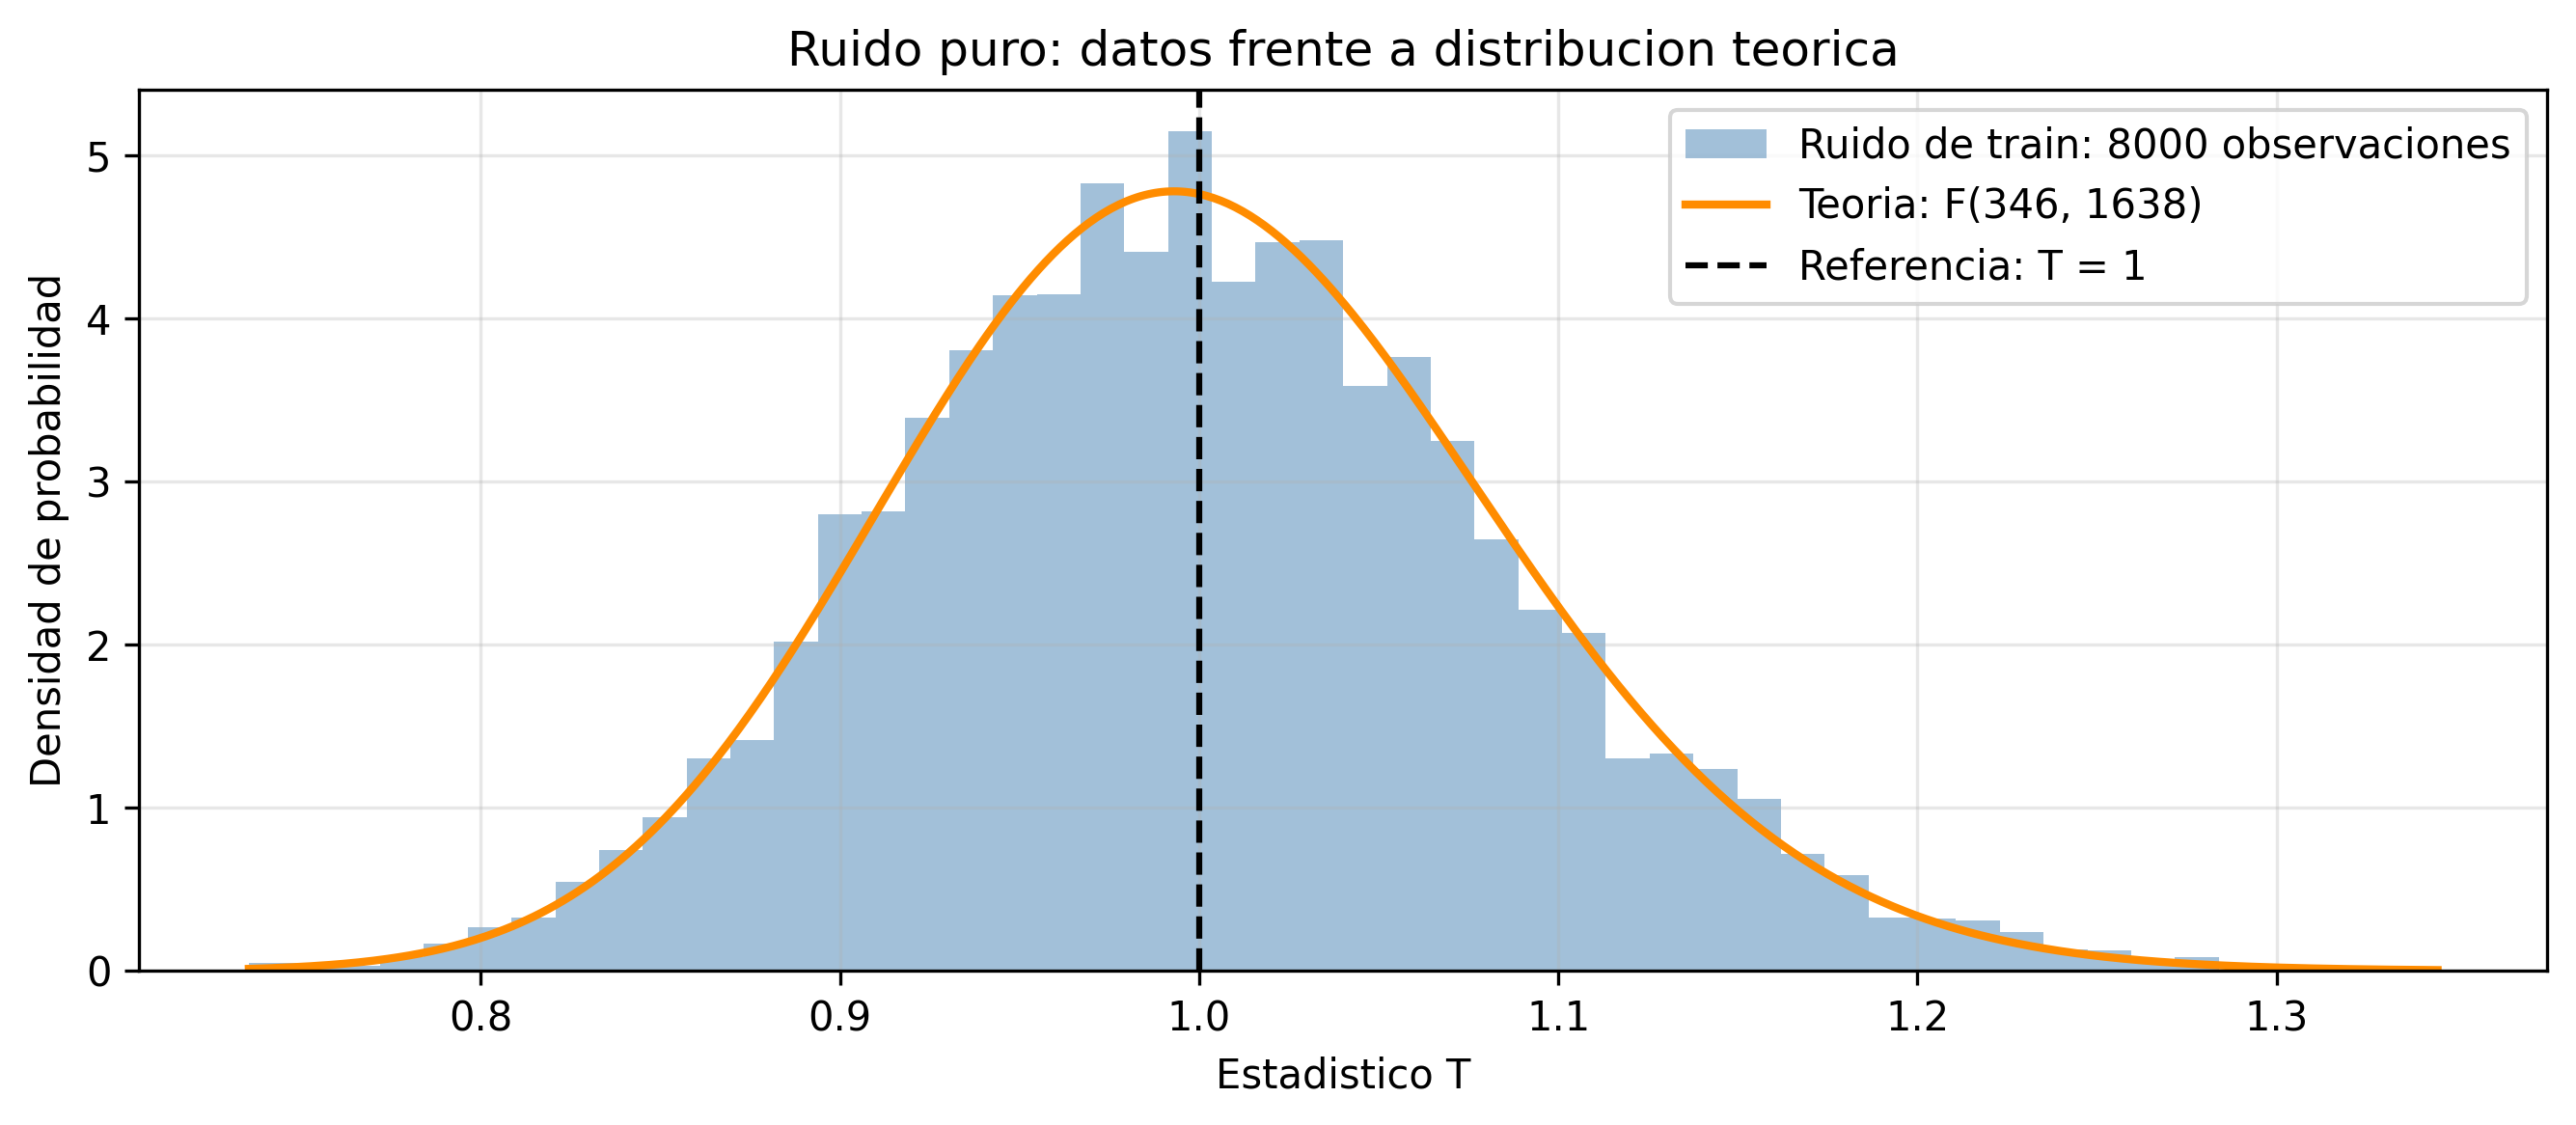 Ruido puro: datos frente a distribucion teorica
Ruido de train: 8000 observaciones
Teoria: F(346, 1638)
Referencia: T = 1
Densidad de probabilidad
5
4
3
2
1
0
0.8 0.9 1.0 1.1 1.2 1.3
Estadistico T